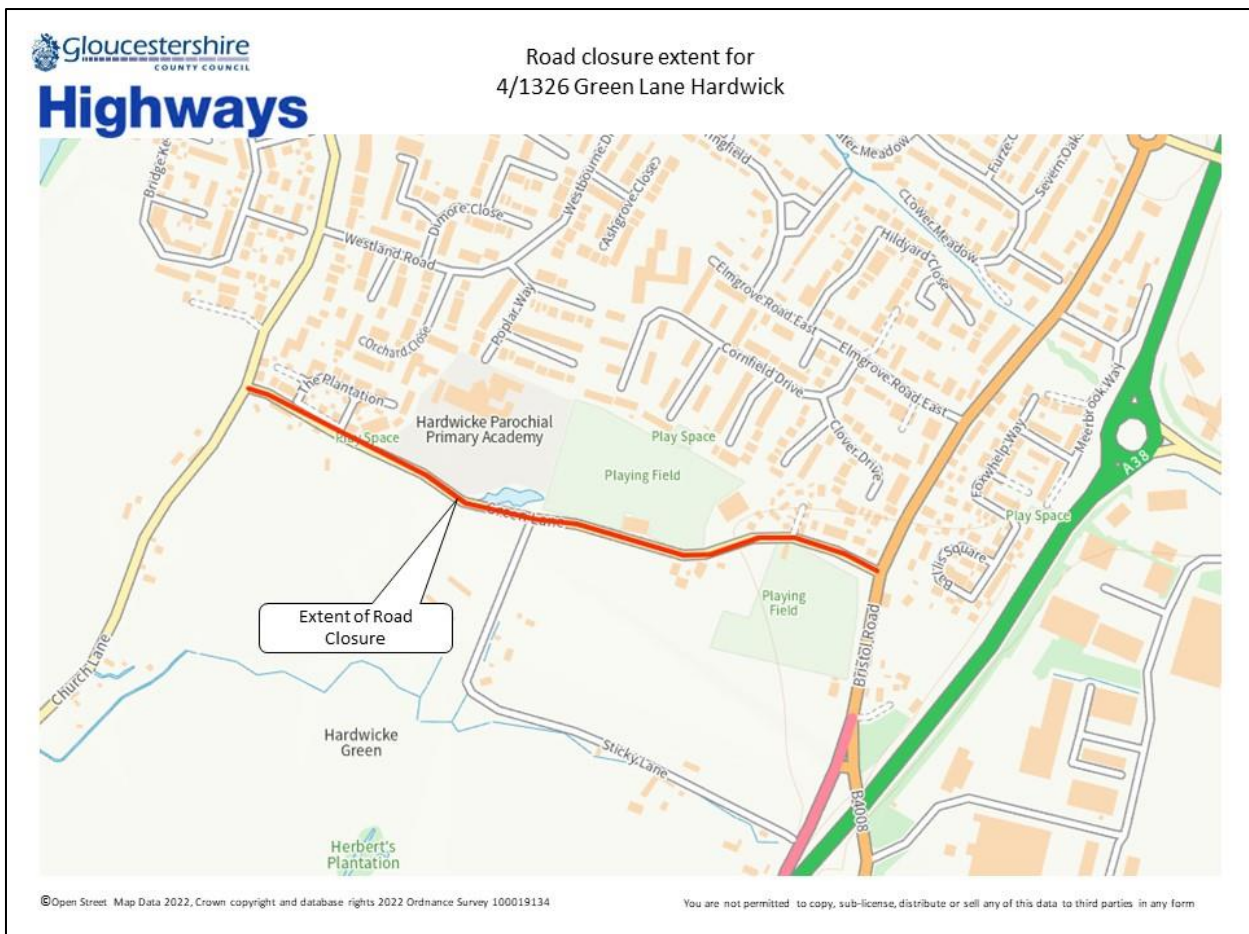 Gloucestershire
COUNTY COUNCIL
Highways
Road closure extent for
4/1326 Green Lane Hardwick
Westland Road
Dimore Close
Ashgrove Close
Poplar Way
Orchard Close
The Plantation
Lower Meadow
Hildyard Close
Elmgrove Road East
Elmgrove Road East
Cornfield Drive
Clover Drive
Foxwhelp Way
Meerbrook Way
A38
Hardwicke Parochial
Primary Academy
Play Space
Play Space
Playing Field
Play Space
Green Lane
Playing
Field
Extent of Road
Closure
Church Lane
Bristol Road
Hardwicke
Green
Sticky Lane
B4008
Herbert's
Plantation
©Open Street Map Data 2022, Crown copyright and database rights 2022 Ordnance Survey 100019134
You are not permitted to copy, sub-license, distribute or sell any of this data to third parties in any form